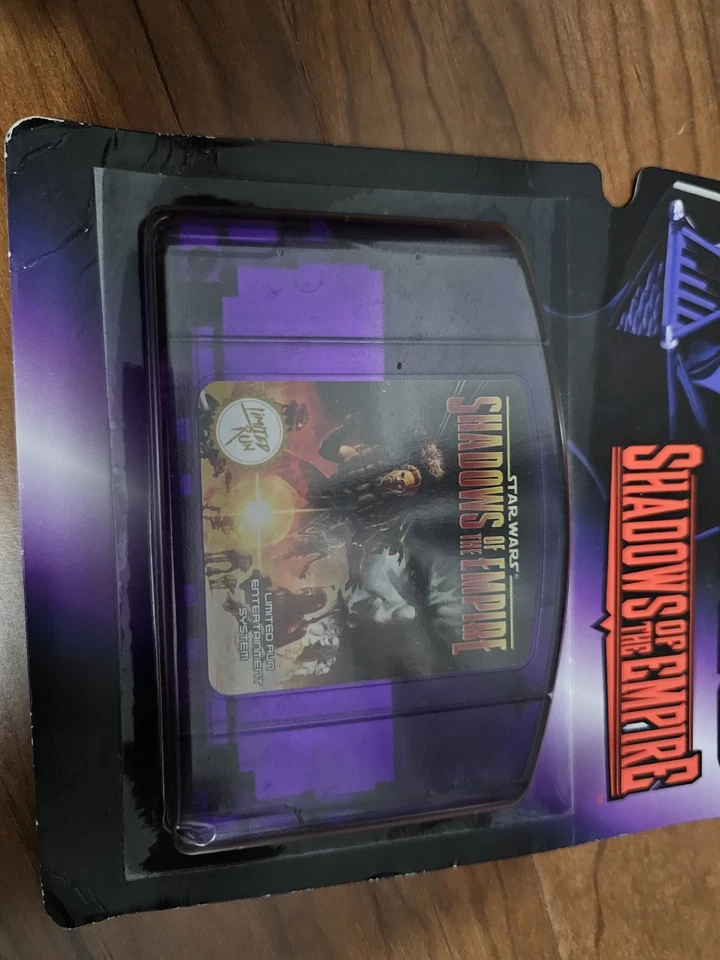 STAR WARS®
SHADOWS OF
THE EMPIRE
LIMITED
RUN
LIMITED RUN
ENTERTAINMENT
SYSTEM
SHADOWS OF
THE EMPIRE